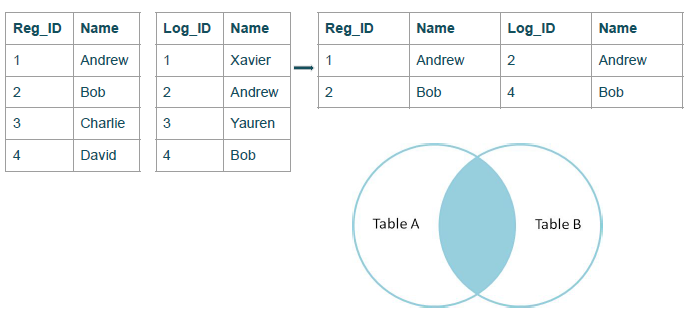 Reg_ID Name Log_ID Name Reg_ID Name Log_ID Name
1 Andrew 1 Xavier 1 Andrew 2 Andrew
2 Bob 2 Andrew 2 Bob 4 Bob
3 Charlie 3 Yauren
4 David 4 Bob
Table A Table B